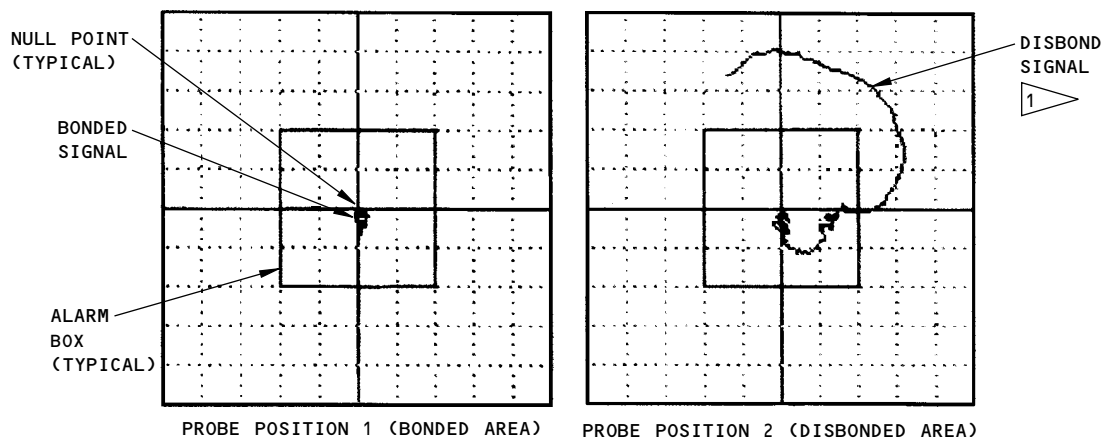 NULL POINT
(TYPICAL)
BONDED
SIGNAL
ALARM
BOX
(TYPICAL)
DISBOND
SIGNAL
1
PROBE POSITION 1 (BONDED AREA)
PROBE POSITION 2 (DISBONDED AREA)